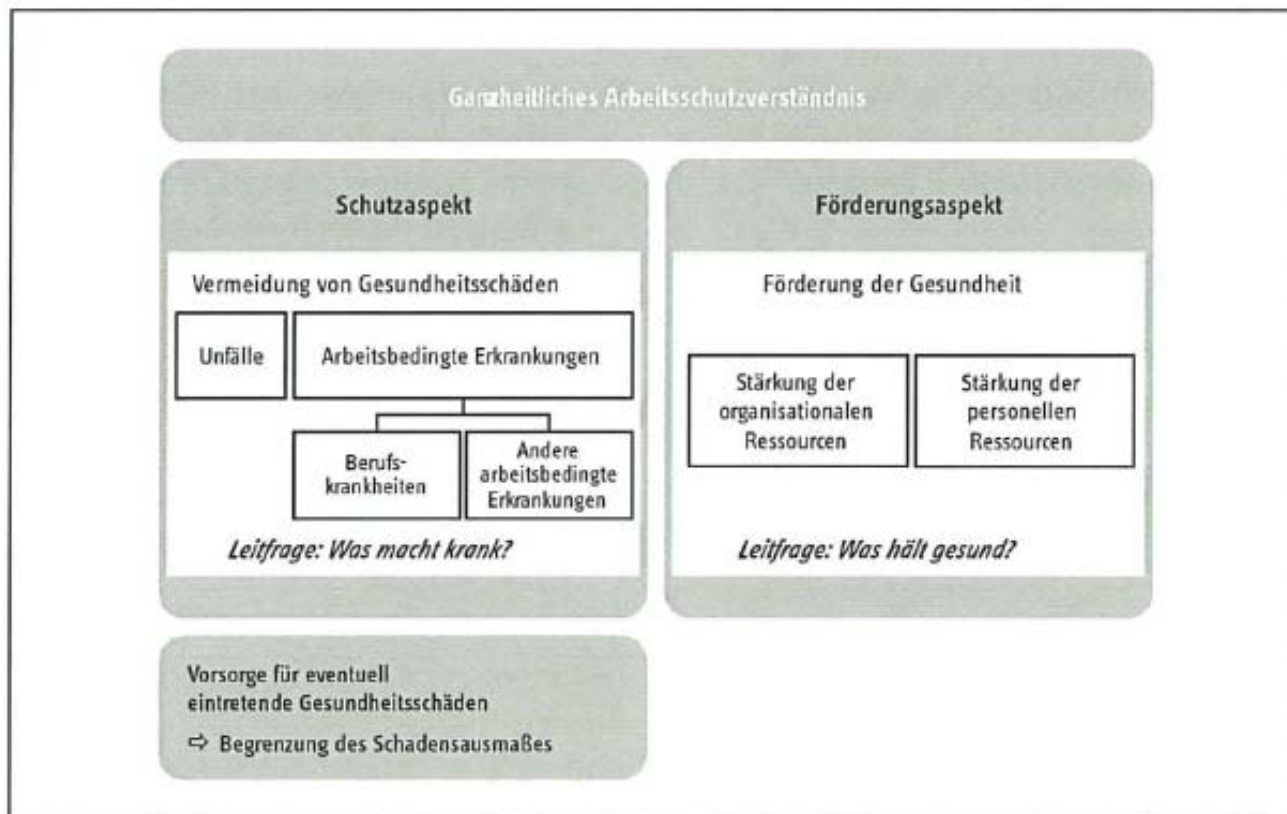 Ganzheitliches Arbeitsschutzverständnis
Schutzaspekt
Vermeidung von Gesundheitsschäden
Unfälle
Arbeitsbedingte Erkrankungen
Berufs-
krankheiten
Andere
arbeitsbedingte
Erkrankungen
Leitfrage: Was macht krank?
Förderungsaspekt
Förderung der Gesundheit
Stärkung der
organisationalen
Ressourcen
Stärkung der
personellen
Ressourcen
Leitfrage: Was hält gesund?
Vorsorge für eventuell
eintretende Gesundheitsschäden
⇨ Begrenzung des Schadensausmaßes